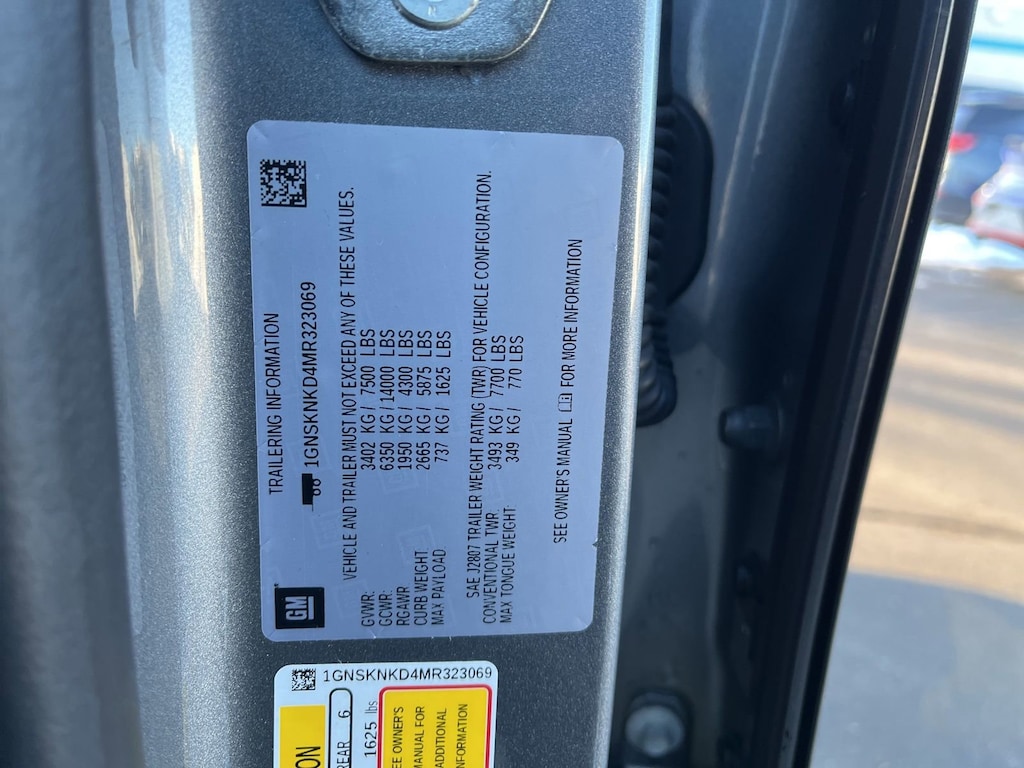 GM
TRAILERING INFORMATION
1GNSKNKD4MR323069
VEHICLE AND TRAILER MUST NOT EXCEED ANY OF THESE VALUES.
GVWR: 3402 KG / 7500 LBS
GCWR: 6350 KG / 14000 LBS
RGAWR 1950 KG / 4300 LBS
CURB WEIGHT 2665 KG / 5875 LBS
MAX PAYLOAD 737 KG / 1625 LBS
SAE J2807 TRAILER WEIGHT RATING (TWR) FOR VEHICLE CONFIGURATION.
CONVENTIONAL TWR 3493 KG / 7700 LBS
MAX TONGUE WEIGHT: 349 KG / 770 LBS
SEE OWNER'S MANUAL FOR MORE INFORMATION
1GNSKNKD4MR323069
REAR 6
1625 lbs
OWNER'S
MANUAL FOR
ADDITIONAL
INFORMATION